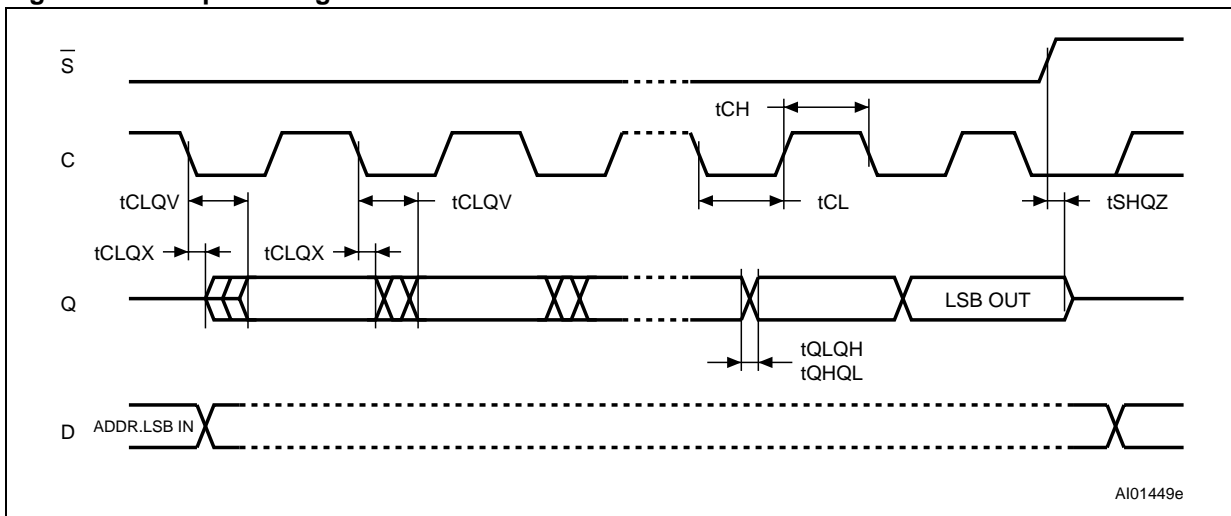 S
tCH
C
tCLQV
tCLQV
tCL
tSHQZ
tCLQX
tCLQX
Q
LSB OUT
tQLQH
tQHQL
D
ADDR.LSB IN
AI01449e